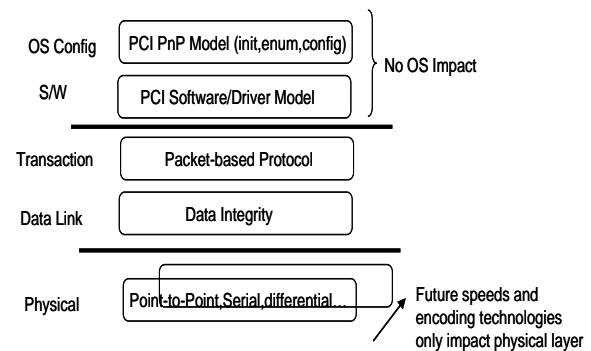 OS Config
PCI PnP Model (init,enum,config)
No OS Impact
S/W
PCI Software/Driver Model
Transaction
Packet-based Protocol
Data Link
Data Integrity
Physical
Point-to-Point,Serial,differential…
Future speeds and
encoding technologies
only impact physical layer